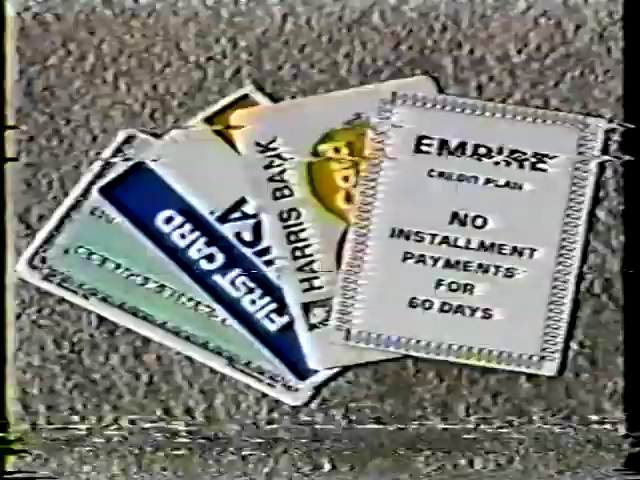 FIRST CARD
HARRIS BANK
EMPIRE
CREDIT PLAN
NO
INSTALLMENT
PAYMENTS
FOR
60 DAYS